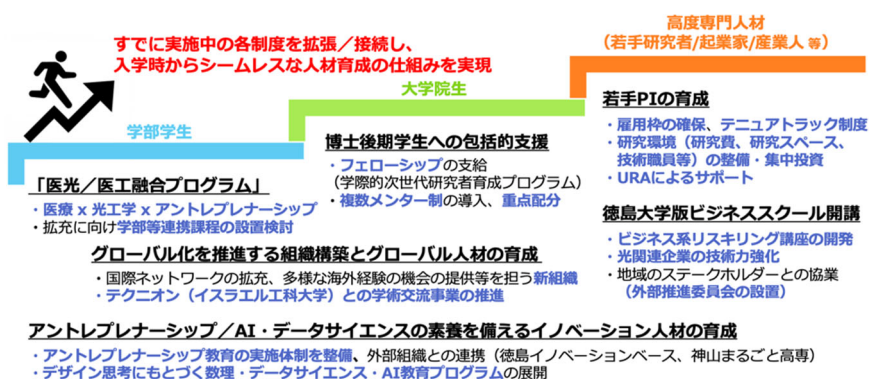 すでに実施中の各制度を拡張／接続し、
入学時からシームレスな人材育成の仕組みを実現
学部学生
「医光／医工融合プログラム」
・医療 x 光工学 x アントレプレナーシップ
・拡充に向け学部等連携課程の設置検討
大学院生
博士後期学生への包括的支援
・フェローシップの支給
（学際的次世代研究者育成プログラム）
・複数メンター制の導入、重点配分
高度専門人材
（若手研究者/起業家/産業人 等）
若手PIの育成
・雇用枠の確保、テニュアトラック制度
・研究環境（研究費、研究スペース、
技術職員等）の整備・集中投資
・URAによるサポート
徳島大学版ビジネススクール開講
・ビジネス系リスキリング講座の開発
・光関連企業の技術力強化
・地域のステークホルダーとの協業
（外部推進委員会の設置）
グローバル化を推進する組織構築とグローバル人材の育成
・国際ネットワークの拡充、多様な海外経験の機会の提供等を担う新組織
・テクニオン（イスラエル工科大学）との学術交流事業の推進
アントレプレナーシップ／AI・データサイエンスの素養を備えるイノベーション人材の育成
・アントレプレナーシップ教育の実施体制を整備、外部組織との連携（徳島イノベーションベース、神山まるごと高専）
・デザイン思考にもとづく数理・データサイエンス・AI教育プログラムの展開